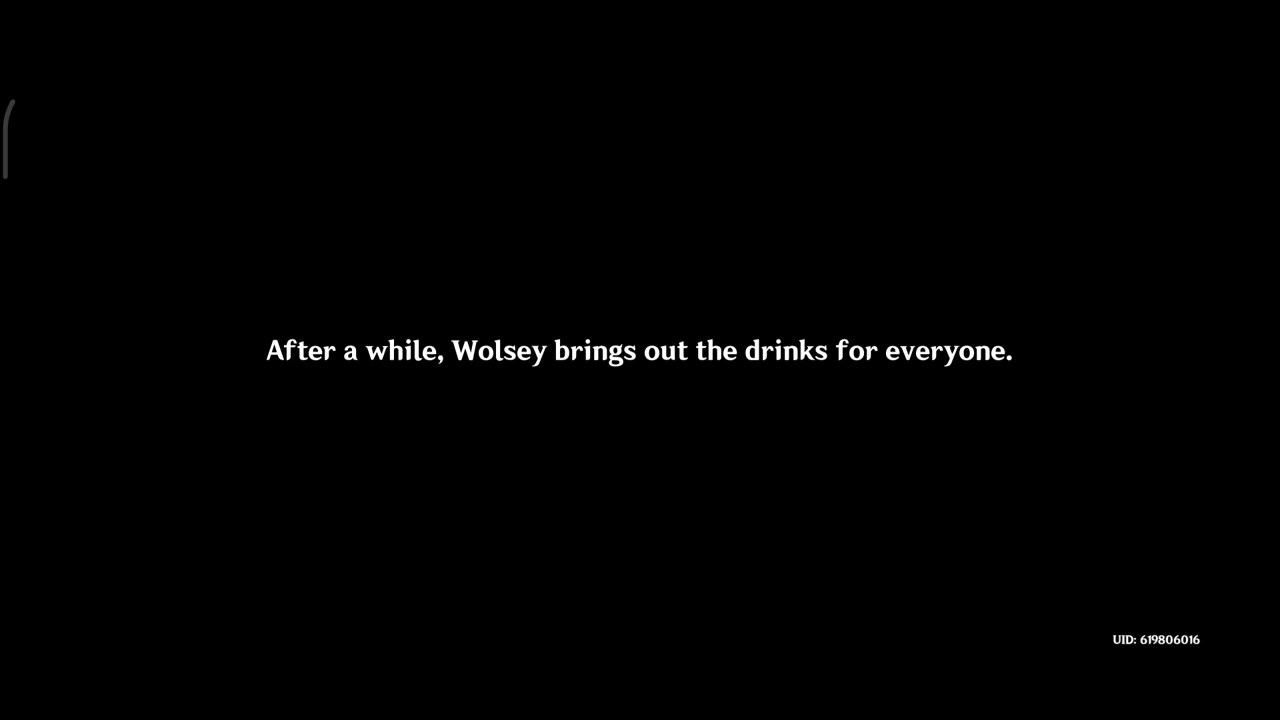 After a while, Wolsey brings out the drinks for everyone.
UID: 619806016